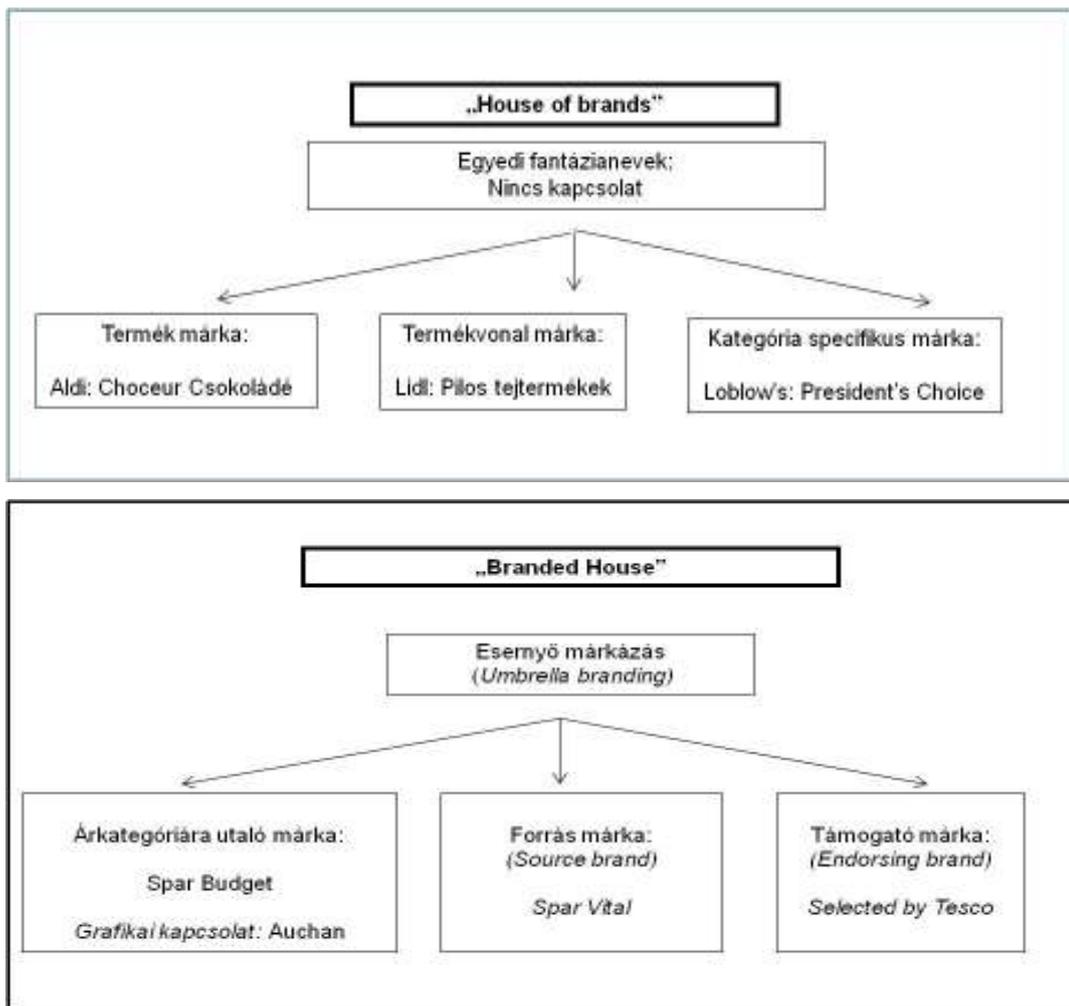 „House of brands”
Egyedi fantázianevek;
Nincs kapcsolat
Termék márka:
Aldi: Choceur Csokoládé
Termékvonal márka:
Lidl: Pilos tejtermékek
Kategória specifikus márka:
Loblow's: President's Choice
„Branded House”
Esernyő márkázás
(Umbrella branding)
Árkategóriára utaló márka:
Spar Budget
Grafikai kapcsolat: Auchan
Forrás márka:
(Source brand)
Spar Vital
Támogató márka:
(Endorsing brand)
Selected by Tesco